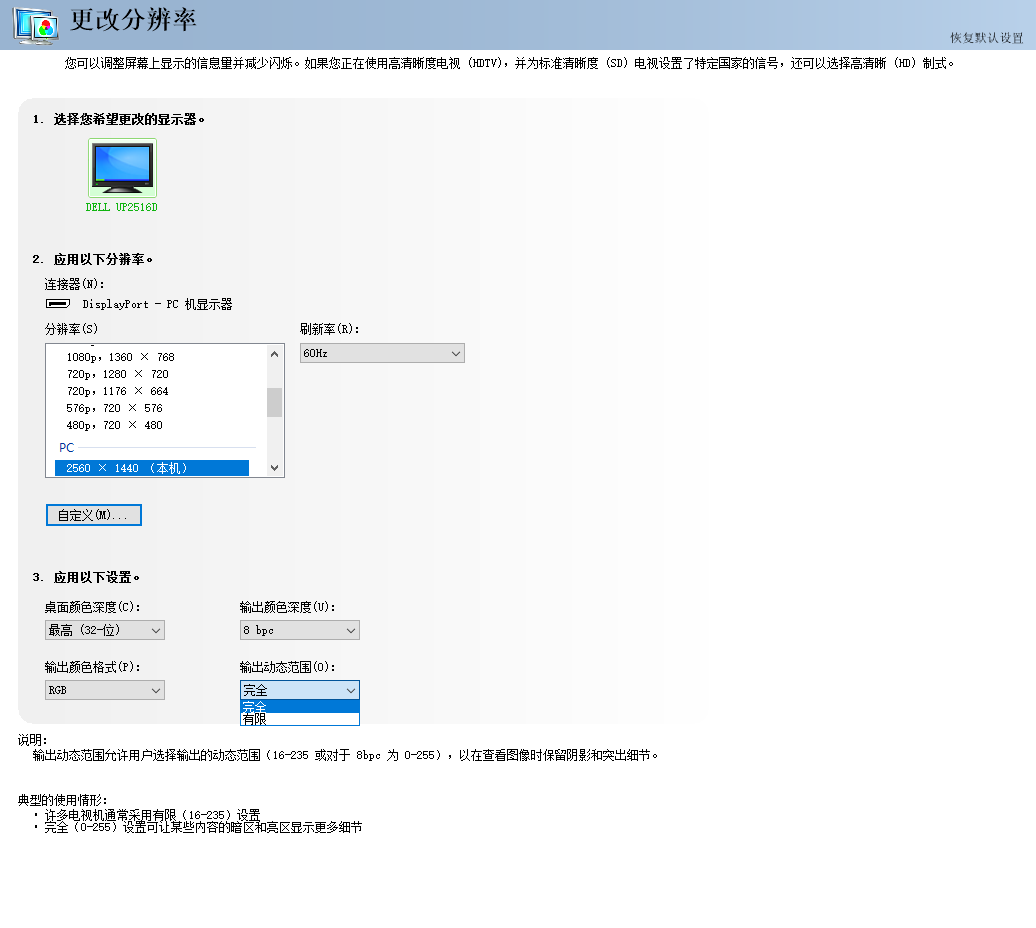 更改分辨率
恢复默认设置
您可以调整屏幕上显示的信息量并减少闪烁。如果您正在使用高清晰度电视 (HDTV)，并为标准清晰度 (SD) 电视设置了特定国家的信号，还可以选择高清晰 (HD) 制式。
1. 选择您希望更改的显示器。
DELL UP2516D
2. 应用以下分辨率。
连接器(N)：
DisplayPort - PC 机显示器
分辨率(S)
刷新率(R)：
1080p，1360 × 768
60Hz
720p，1280 × 720
720p，1176 × 664
576p，720 × 576
480p，720 × 480
PC
2560 × 1440 (本机)
自定义(M)...
3. 应用以下设置。
桌面颜色深度(C)：
输出颜色深度(U)：
最高 (32-位)
8 bpc
输出颜色格式(P)：
输出动态范围(O)：
RGB
完全
完全
有限
说明：
输出动态范围允许用户选择输出的动态范围（16-235 或对于 8bpc 为 0-255），以在查看图像时保留阴影和突出细节。
典型的使用情形：
· 许多电视机通常采用有限（16-235）设置
· 完全（0-255）设置可让某些内容的暗区和亮区显示更多细节